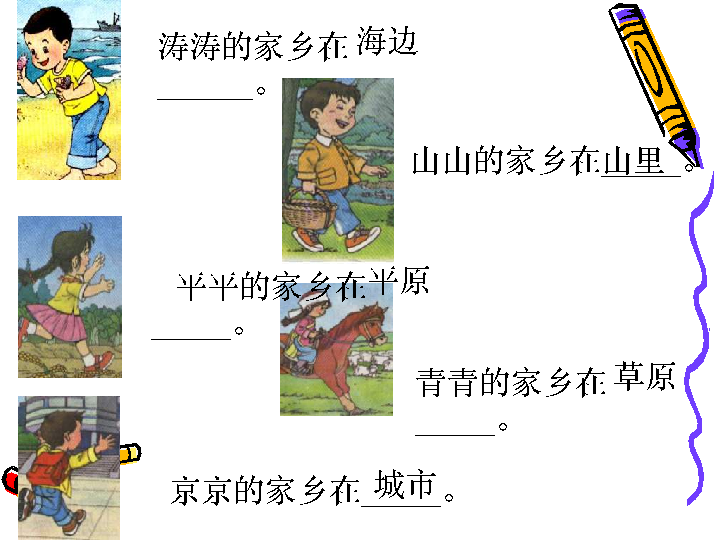 涛涛的家乡在海边
______。
山山的家乡在山里。
平平的家乡在平原
_____。
青青的家乡在草原
_____。
京京的家乡在城市。